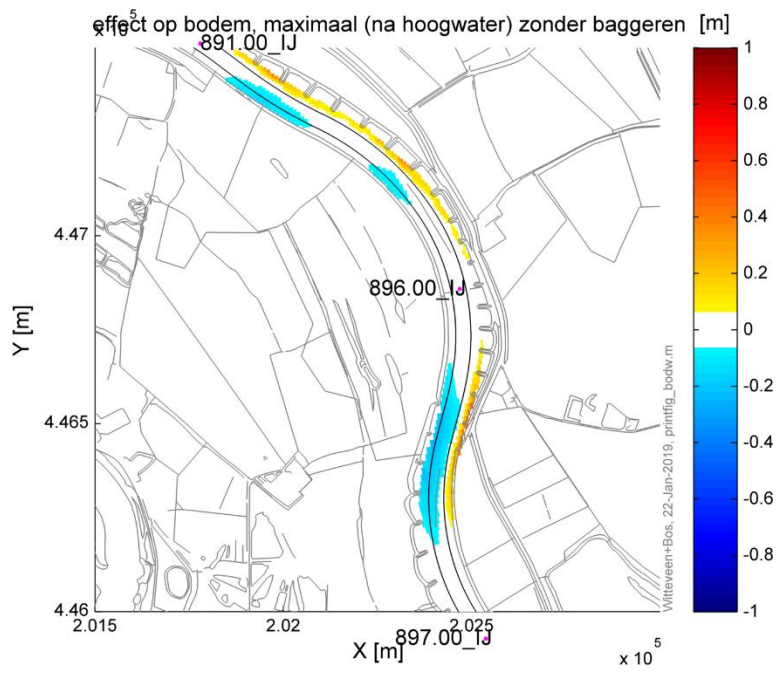 effect op bodem, maximaal (na hoogwater) zonder baggeren [m]
x 10^5
891.00_IJ
1
0.8
0.6
4.47
0.4
0.2
896.00_IJ
0
Y [m]
-0.2
4.465
-0.4
-0.6
-0.8
4.46
-1
2.015
2.02
2.025
897.00_IJ
X [m]
x 10^5
Witteveen+Bos, 22-Jan-2019, printfig_bodw.m